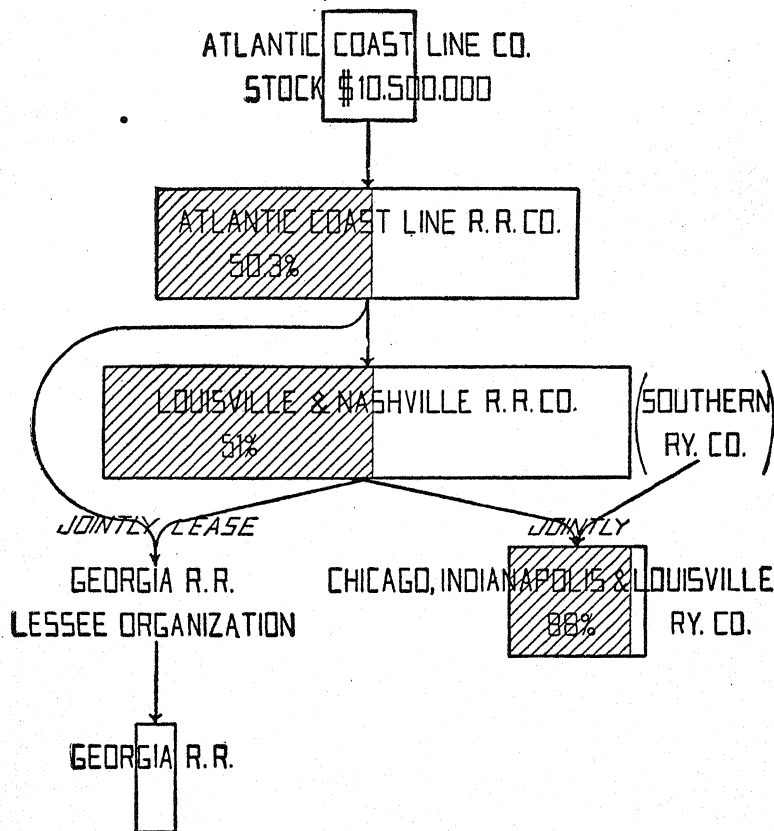 ATLANTIC COAST LINE CO.
STOCK $10.500.000
ATLANTIC COAST LINE R.R.CO.
50.3%
LOUISVILLE & NASHVILLE R.R.CO.
51%
(SOUTHERN
RY. CO.)
JOINTLY LEASE
JOINTLY
GEORGIA R.R.
LESSEE ORGANIZATION
CHICAGO, INDIANAPOLIS & LOUISVILLE
RY. CO.
88%
GEORGIA R.R.